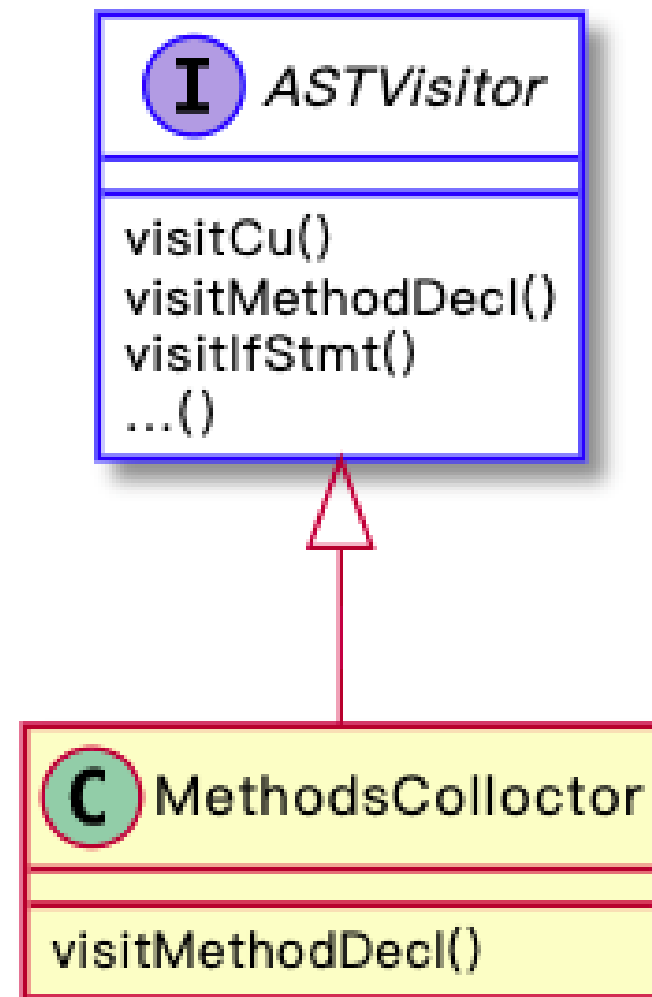 I ASTVisitor
visitCu()
visitMethodDecl()
visitIfStmt()
...()
C MethodsColloctor
visitMethodDecl()